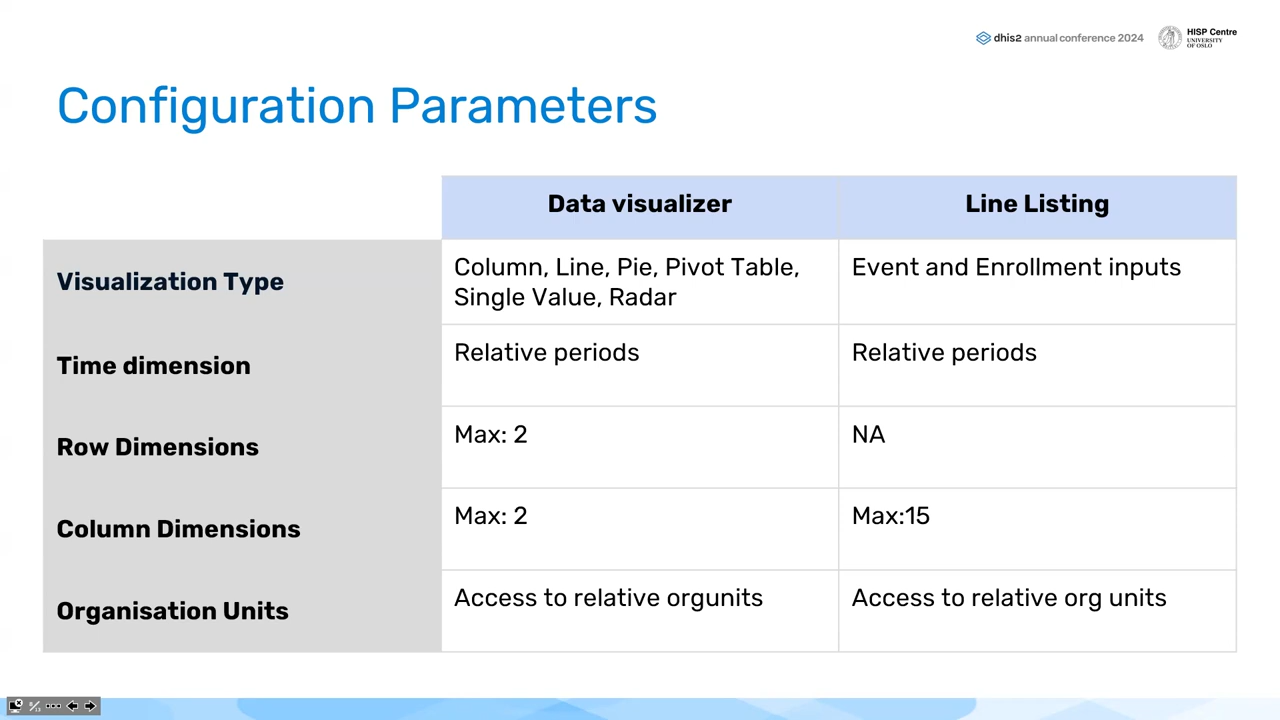 dhis2 annual conference 2024
HISP Centre
UNIVERSITY
OF OSLO
Configuration Parameters
Data visualizer
Line Listing
Visualization Type
Column, Line, Pie, Pivot Table,
Single Value, Radar
Event and Enrollment inputs
Time dimension
Relative periods
Relative periods
Row Dimensions
Max: 2
NA
Column Dimensions
Max: 2
Max:15
Organisation Units
Access to relative orgunits
Access to relative org units